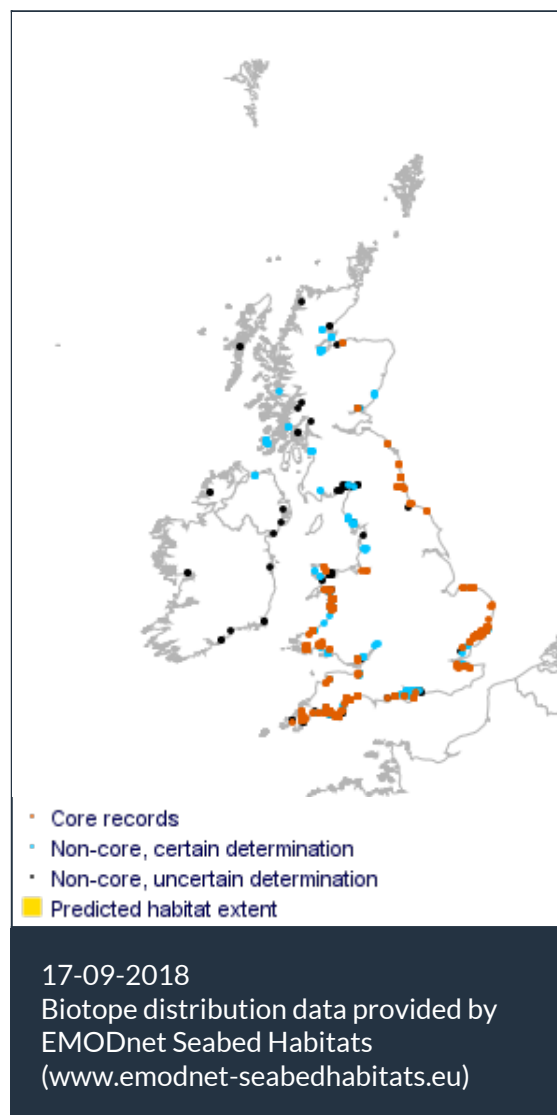 Core records
Non-core, certain determination
Non-core, uncertain determination
Predicted habitat extent
17-09-2018
Biotope distribution data provided by
EMODnet Seabed Habitats
(www.emodnet-seabedhabitats.eu)